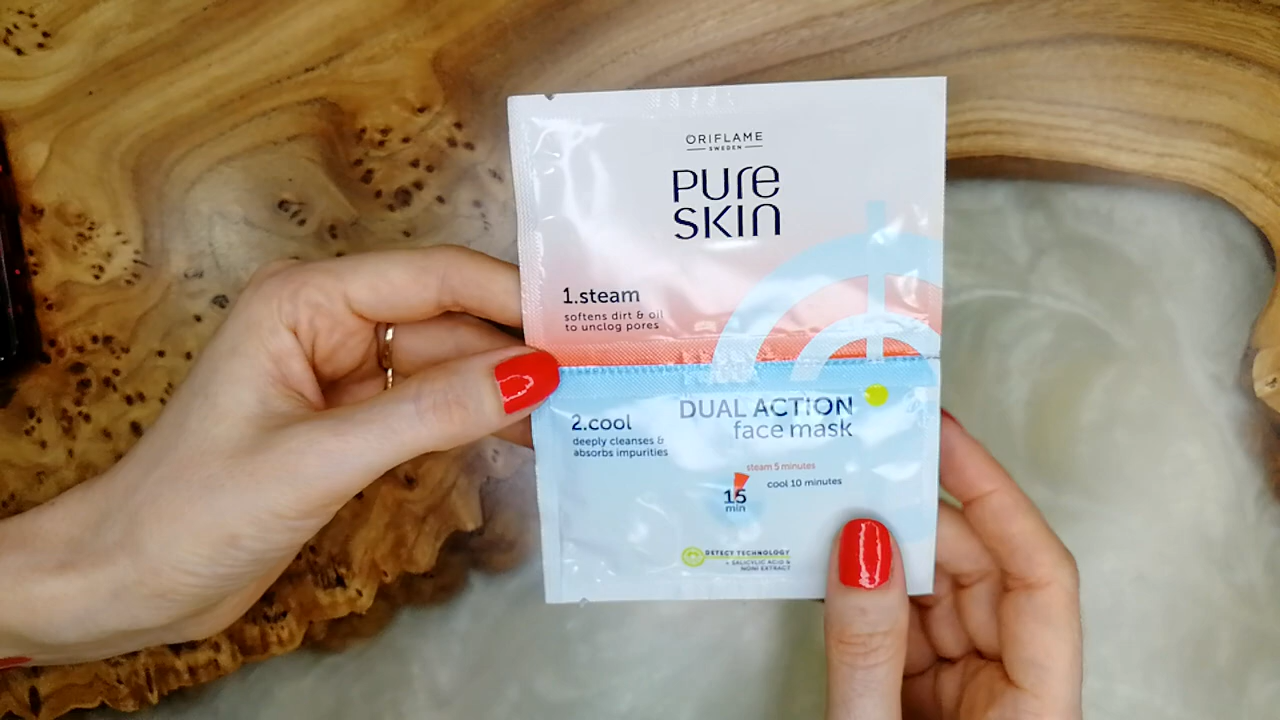 ORIFLAME
SWEDEN
PURE
SKIN
1.steam
softens dirt & oil
to unclog pores
DUAL ACTION
face mask
2.cool
deeply cleanses &
absorbs impurities
steam 5 minutes
cool 10 minutes
15
min
DETECT TECHNOLOGY
+ SALICYLIC ACID &
NONI EXTRACT